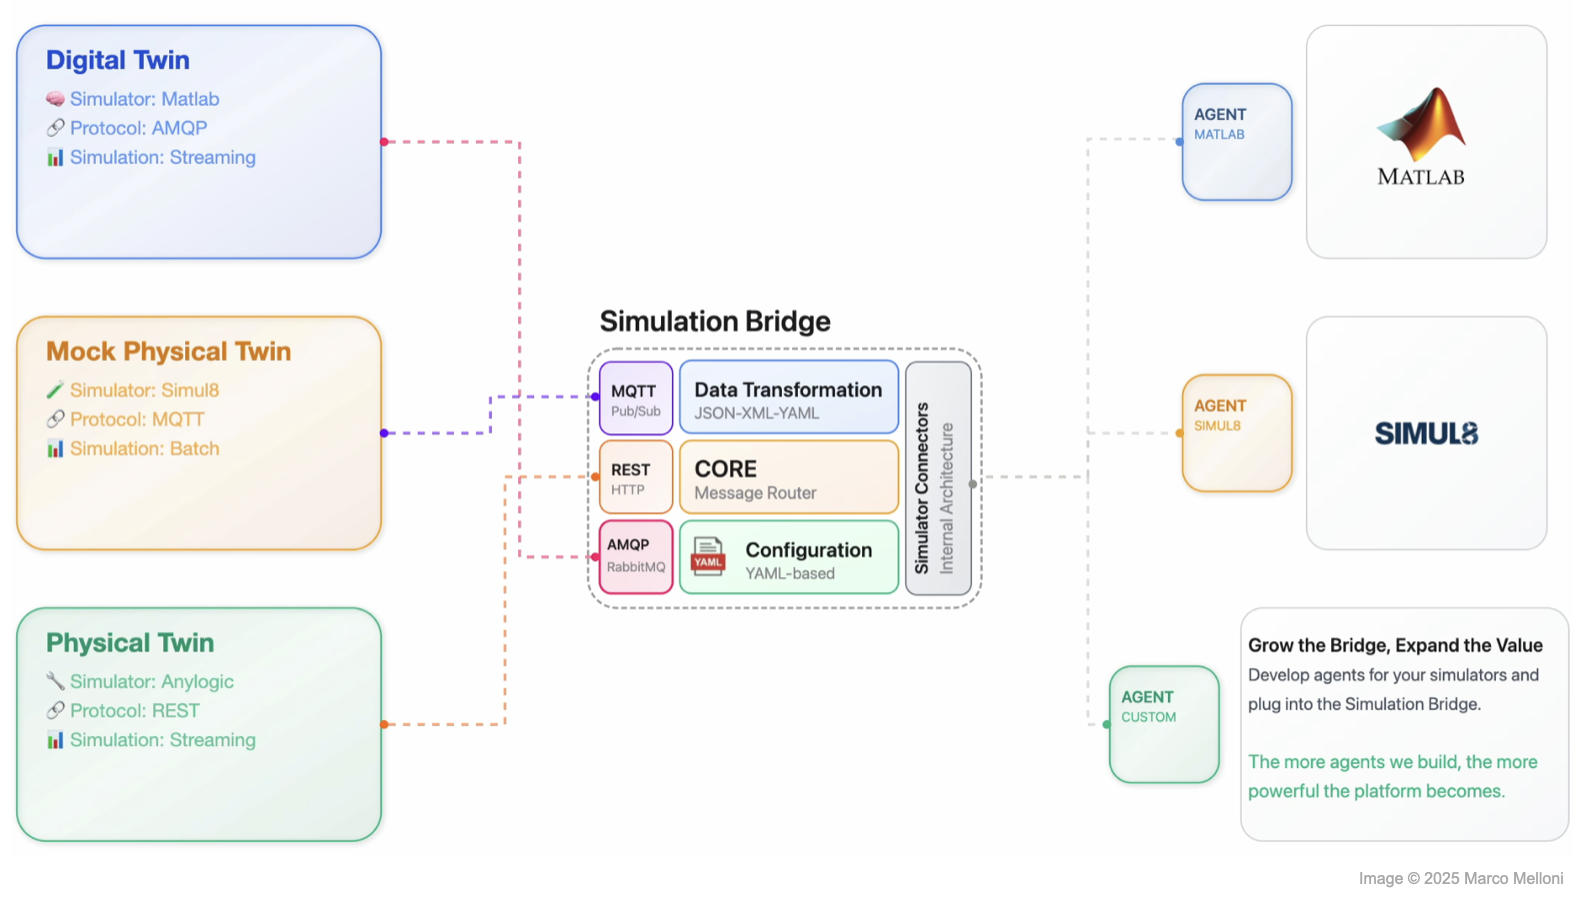 Digital Twin
Simulator: Matlab
Protocol: AMQP
Simulation: Streaming
Mock Physical Twin
Simulator: Simul8
Protocol: MQTT
Simulation: Batch
Physical Twin
Simulator: Anylogic
Protocol: REST
Simulation: Streaming
Simulation Bridge
MQTT
Pub/Sub
Data Transformation
JSON-XML-YAML
REST
HTTP
CORE
Message Router
AMQP
RabbitMQ
YAML
Configuration
YAML-based
Simulator Connectors
Internal Architecture
AGENT
MATLAB
MATLAB
AGENT
SIMUL8
SIMUL8
AGENT
CUSTOM
Grow the Bridge, Expand the Value
Develop agents for your simulators and
plug into the Simulation Bridge.
The more agents we build, the more
powerful the platform becomes.
Image © 2025 Marco Melloni